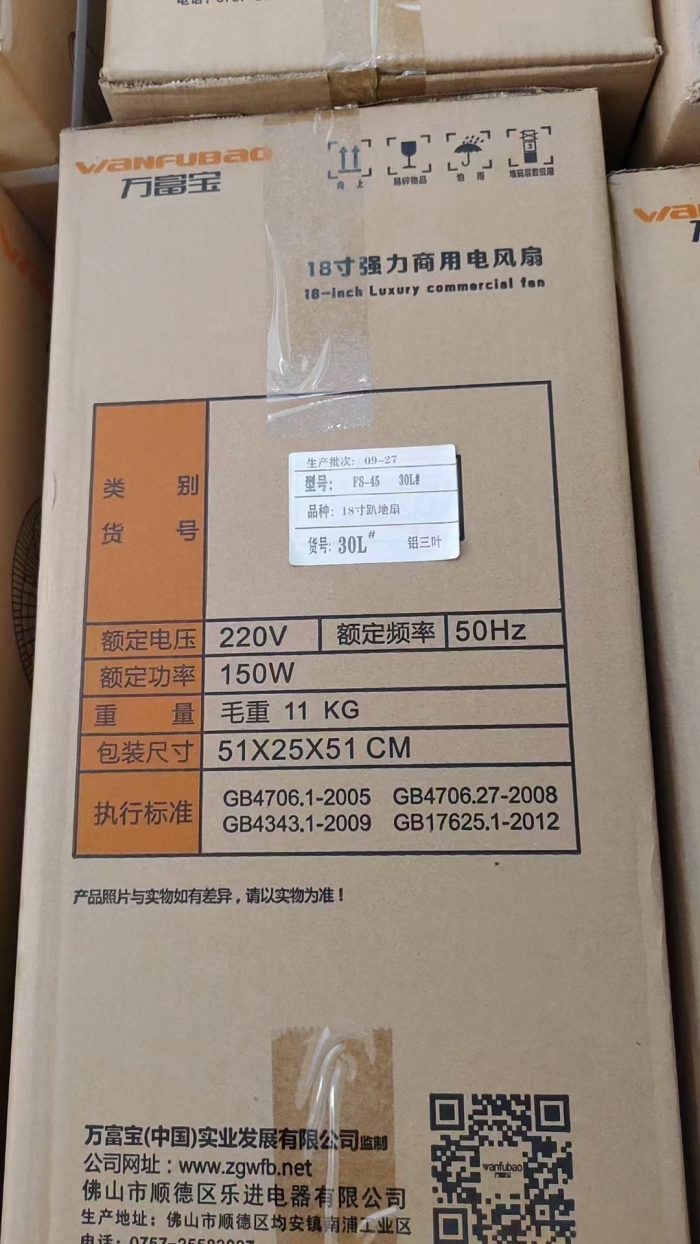 WANFUBAO
万富宝
向 上
易碎物品
怕 雨
堆码层数极限
18寸强力商用电风扇
18-inch Luxury commercial fan
生产批次: 09-27
型号: FS-45 30L#
品种: 18寸趴地扇
货号: 30L# 铝三叶
类 别
货 号
额定电压 220V 额定频率 50Hz
额定功率 150W
重 量 毛重 11 KG
包装尺寸 51X25X51 CM
执行标准 GB4706.1-2005 GB4706.27-2008
GB4343.1-2009 GB17625.1-2012
产品照片与实物如有差异，请以实物为准！
万富宝(中国)实业发展有限公司监制
公司网址：www.zgwfb.net
佛山市顺德区乐进电器有限公司
生产地址：佛山市顺德区均安镇南浦工业区
wanfubao